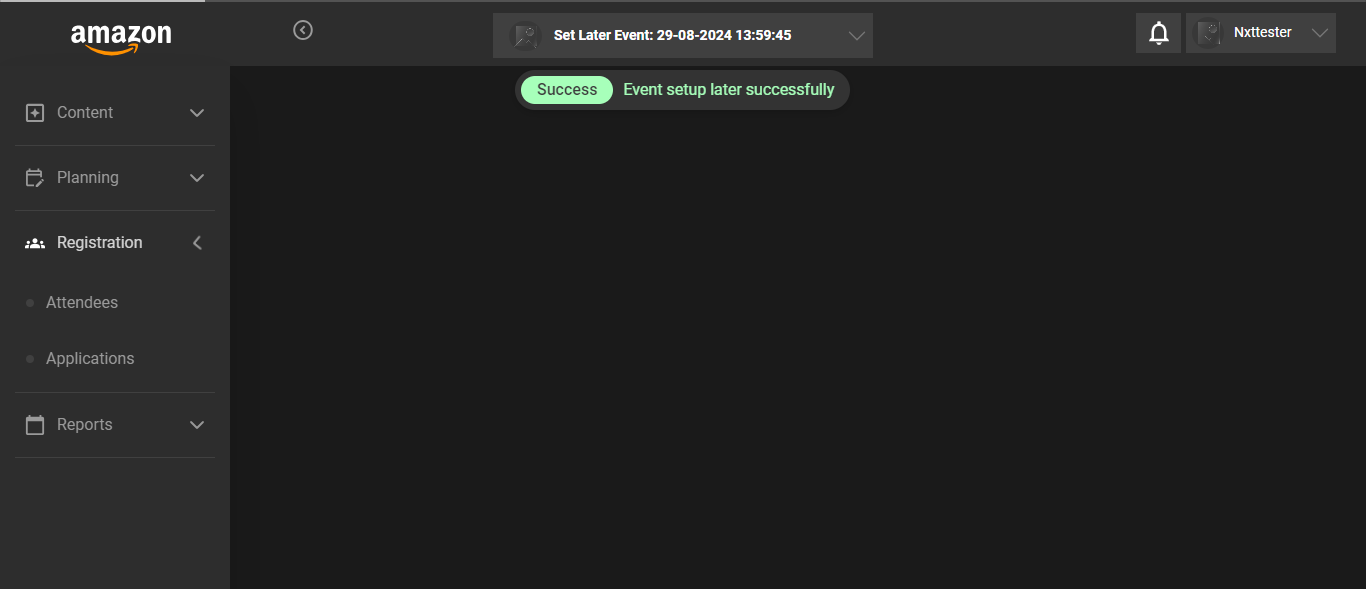 amazon
Set Later Event: 29-08-2024 13:59:45
Nxttester
Success Event setup later successfully
Content
Planning
Registration
Attendees
Applications
Reports